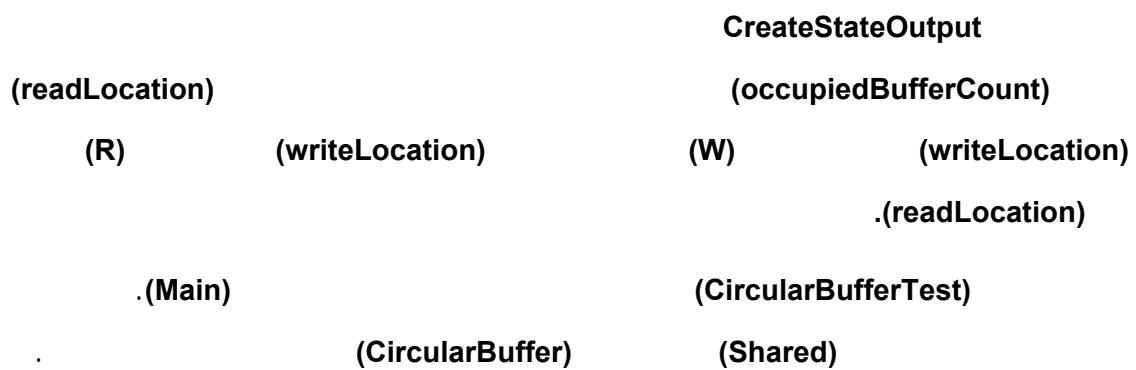 CreateStateOutput
(occupiedBufferCount) (readLocation)
(writeLocation) (W) (writeLocation) (R)
(readLocation).
(CircularBufferTest) (Main).
(Shared) (CircularBuffer) .